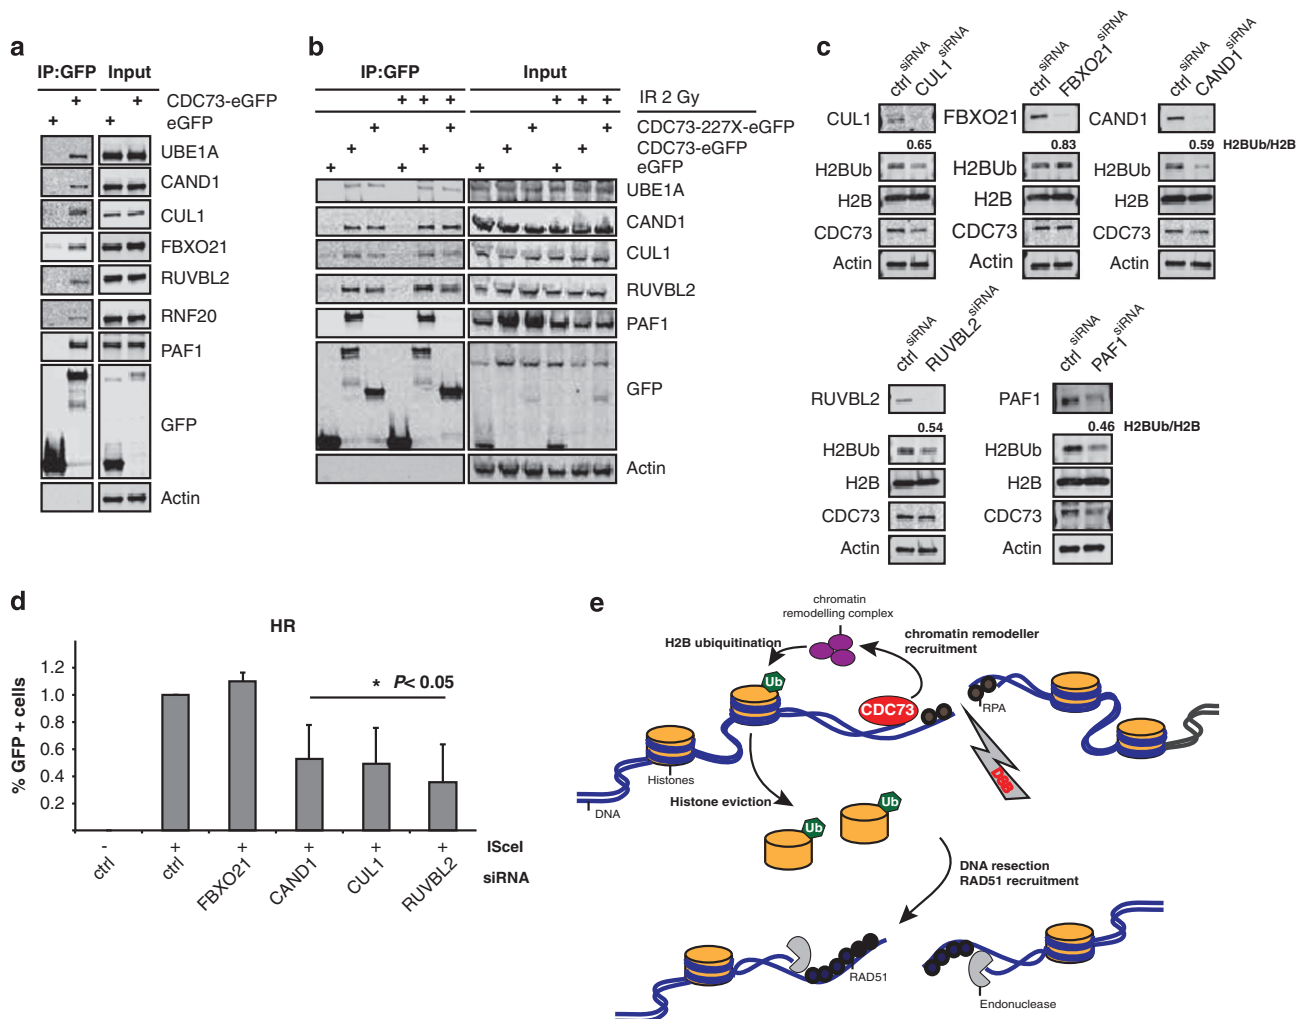 a
IP:GFP Input
+ + CDC73-eGFP
+ + eGFP
UBE1A
CAND1
CUL1
FBXO21
RUVBL2
RNF20
PAF1
GFP
Actin
b
IP:GFP Input
+ + + + + + IR 2 Gy
+ + + + CDC73-227X-eGFP
+ + + + CDC73-eGFP
+ + + + eGFP
UBE1A
CAND1
CUL1
RUVBL2
PAF1
GFP
Actin
c
ctrl siRNA CUL1 siRNA
CUL1
0.65
H2BUb
H2B
CDC73
Actin
ctrl siRNA FBXO21 siRNA
FBXO21
0.83
H2BUb
H2B
CDC73
Actin
ctrl siRNA CAND1 siRNA
CAND1
0.59 H2BUb/H2B
H2BUb
H2B
CDC73
Actin
ctrl siRNA RUVBL2 siRNA
RUVBL2
0.54
H2BUb
H2B
CDC73
Actin
ctrl siRNA PAF1 siRNA
PAF1
0.46 H2BUb/H2B
H2BUb
H2B
CDC73
Actin
d
HR
% GFP + cells
1.2
1.0
0.8
0.6
0.4
0.2
* P< 0.05
- + + + + + ISceI
ctrl ctrl FBXO21 CAND1 CUL1 RUVBL2 siRNA
e
chromatin
remodelling complex
H2B ubiquitination
chromatin remodeller
recruitment
Ub
CDC73
RPA
DSB
Histones
DNA
Histone eviction
Ub
Ub
DNA resection
RAD51 recruitment
RAD51
Endonuclease